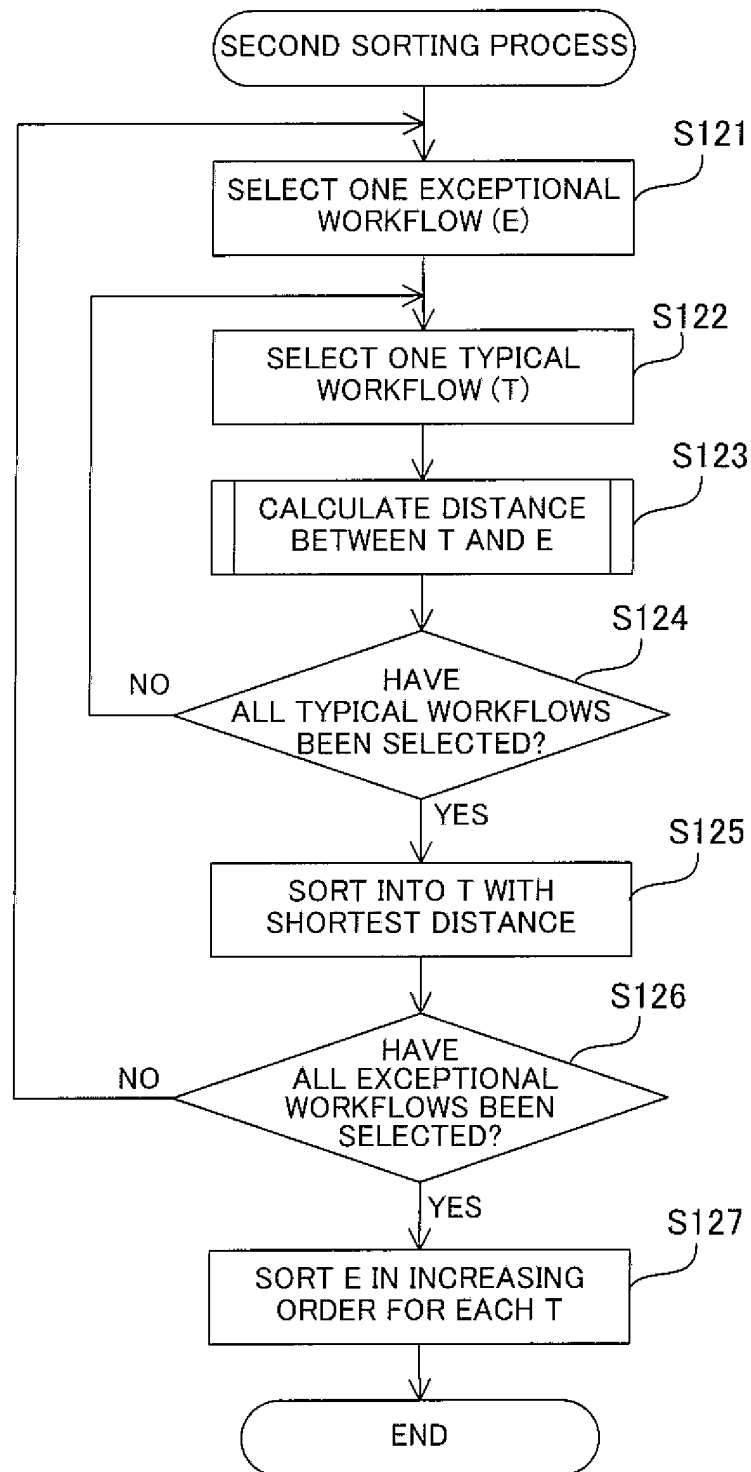 SECOND SORTING PROCESS
S121
SELECT ONE EXCEPTIONAL
WORKFLOW (E)
S122
SELECT ONE TYPICAL
WORKFLOW (T)
S123
CALCULATE DISTANCE
BETWEEN T AND E
S124
NO
HAVE
ALL TYPICAL WORKFLOWS
BEEN SELECTED?
YES
S125
SORT INTO T WITH
SHORTEST DISTANCE
S126
NO
HAVE
ALL EXCEPTIONAL
WORKFLOWS BEEN
SELECTED?
YES
S127
SORT E IN INCREASING
ORDER FOR EACH T
END